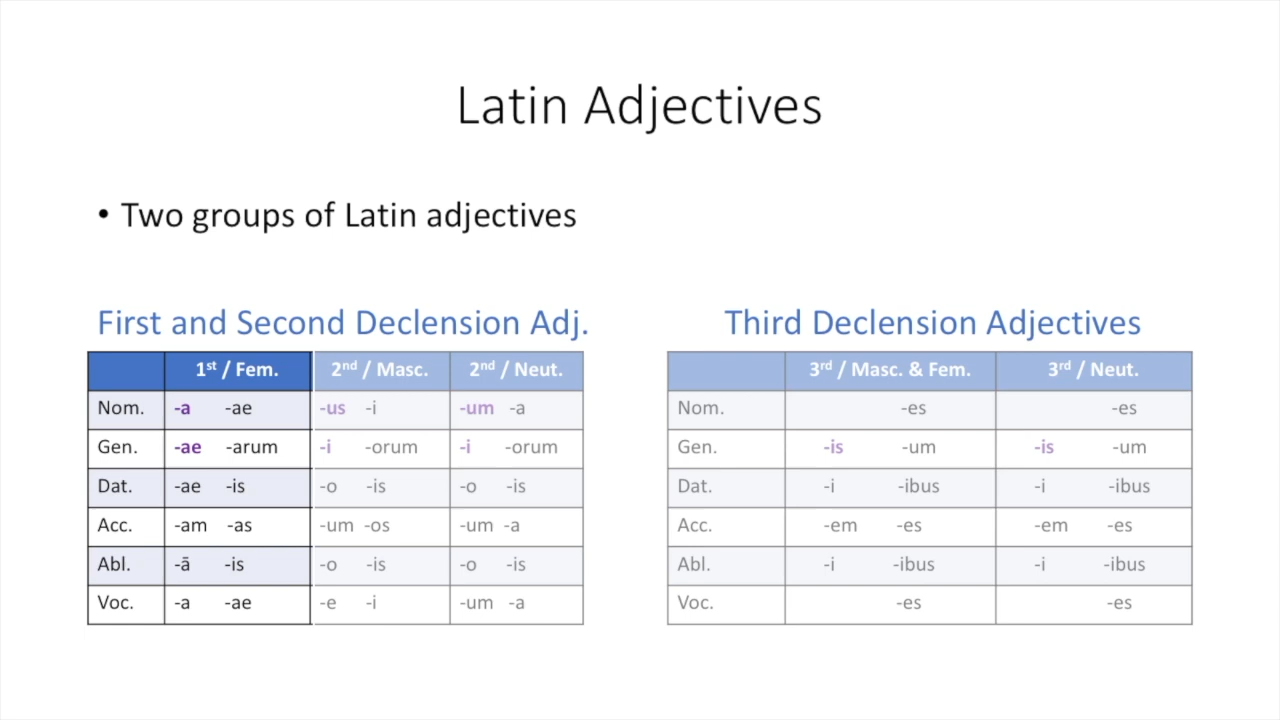 Latin Adjectives
• Two groups of Latin adjectives
First and Second Declension Adj.
1st / Fem. 2nd / Masc. 2nd / Neut.
Nom. -a -ae -us -i -um -a
Gen. -ae -arum -i -orum -i -orum
Dat. -ae -is -o -is -o -is
Acc. -am -as -um -os -um -a
Abl. -ā -is -o -is -o -is
Voc. -a -ae -e -i -um -a
Third Declension Adjectives
3rd / Masc. & Fem. 3rd / Neut.
Nom. -es -es
Gen. -is -um -is -um
Dat. -i -ibus -i -ibus
Acc. -em -es -em -es
Abl. -i -ibus -i -ibus
Voc. -es -es